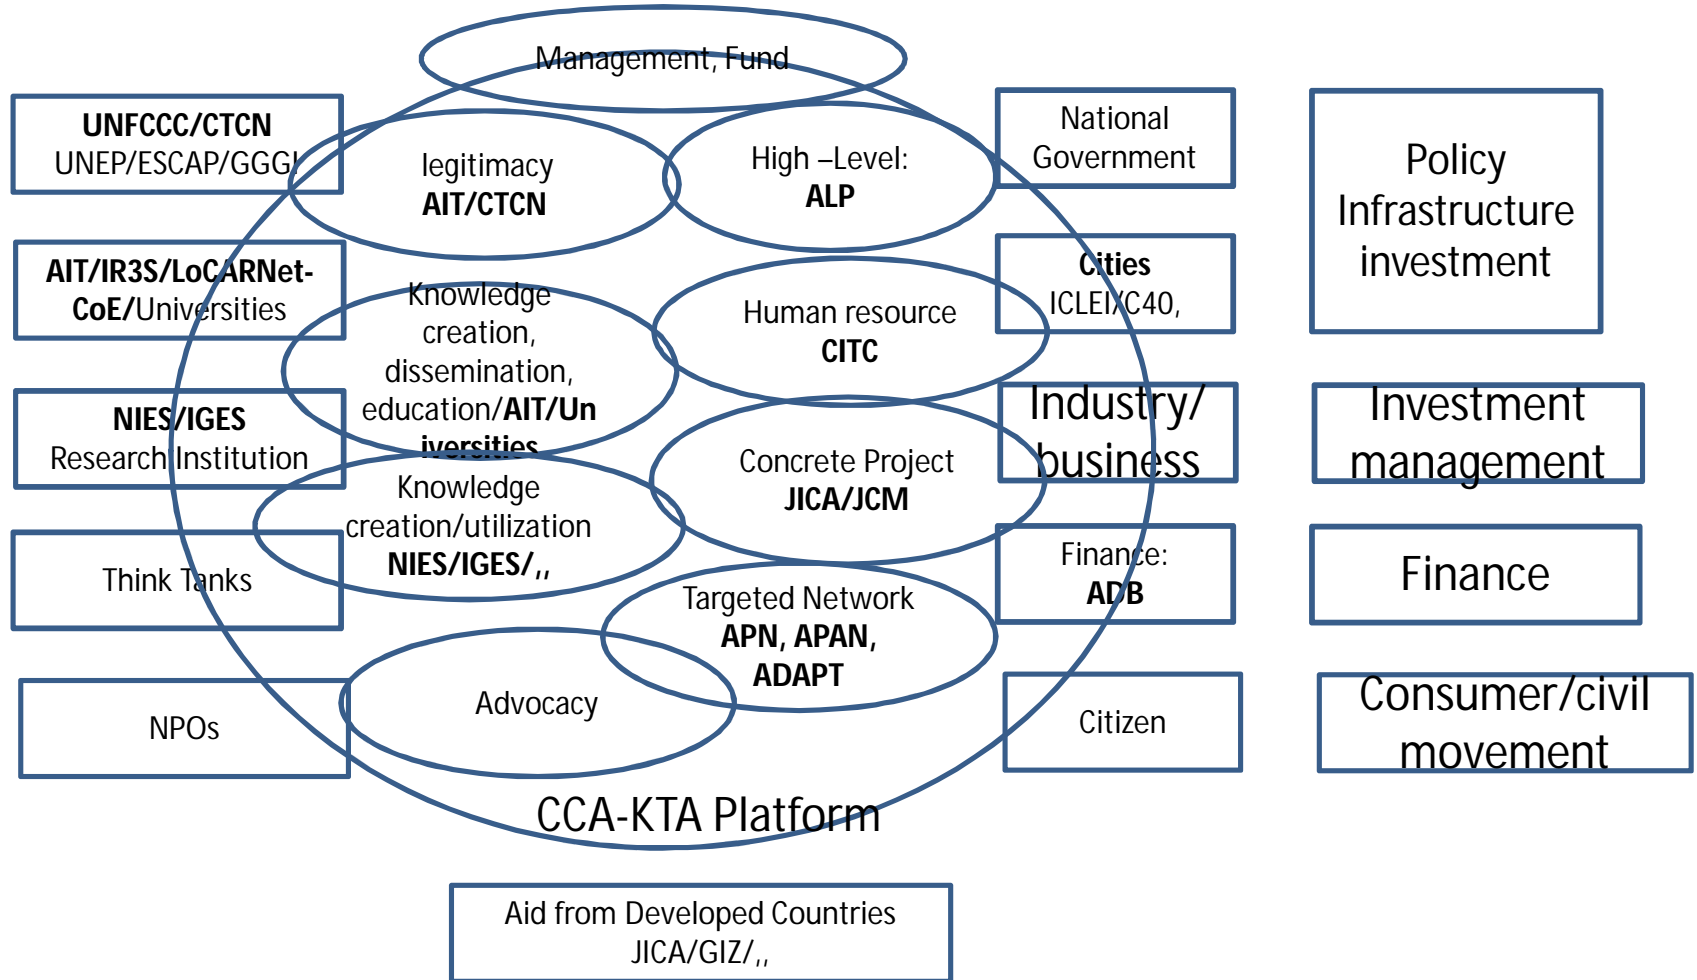 Management, Fund
UNFCCC/CTCN
UNEP/ESCAP/GGGI
legitimacy
AIT/CTCN
High –Level:
ALP
National
Government
Policy
Infrastructure
investment
AIT/IR3S/LoCARNet-
CoE/Universities
Knowledge
creation,
dissemination,
education/AIT/Un
iversities
Human resource
CITC
Cities
ICLEI/C40,
NIES/IGES
Research Institution
Knowledge
creation/utilization
NIES/IGES/,,
Concrete Project
JICA/JCM
Industry/
business
Investment
management
Think Tanks
Targeted Network
APN, APAN,
ADAPT
Finance:
ADB
Finance
NPOs
Advocacy
Citizen
Consumer/civil
movement
CCA-KTA Platform
Aid from Developed Countries
JICA/GIZ/,,